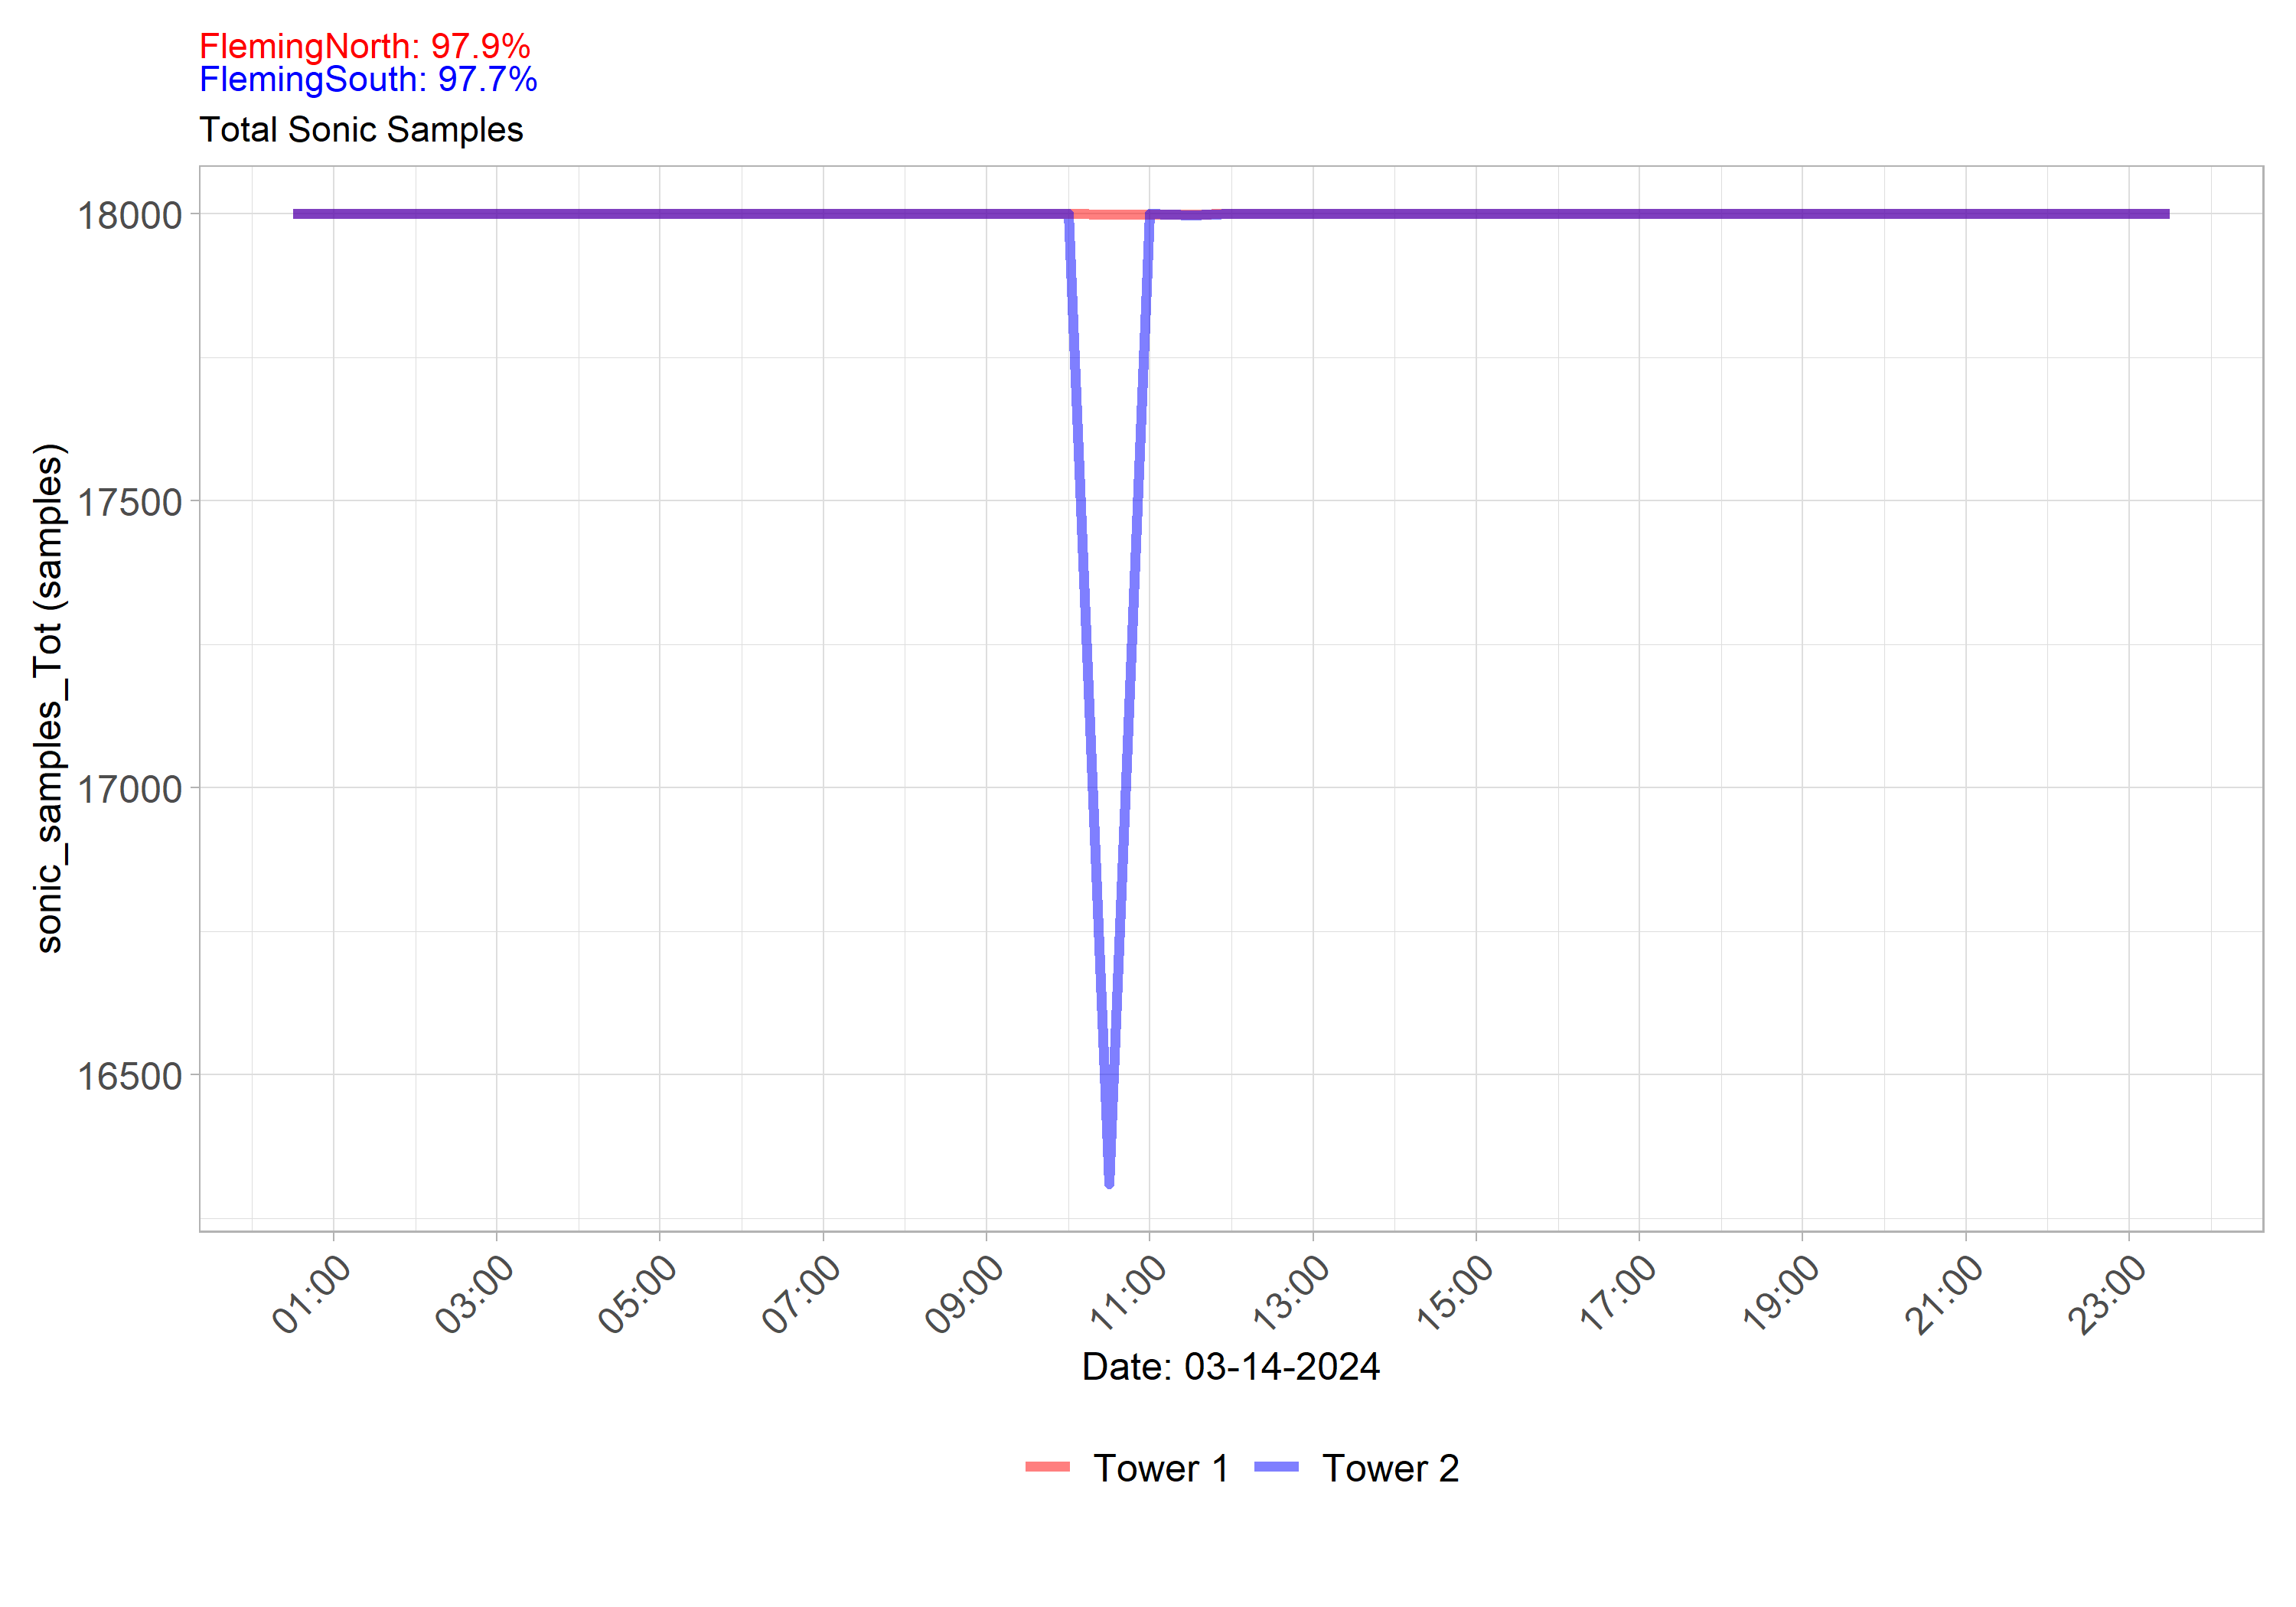 FlemingNorth: 97.9%
FlemingSouth: 97.7%
Total Sonic Samples
sonic_samples_Tot (samples)
18000
17500
17000
16500
01:00
03:00
05:00
07:00
09:00
11:00
13:00
15:00
17:00
19:00
21:00
23:00
Date: 03-14-2024
Tower 1
Tower 2